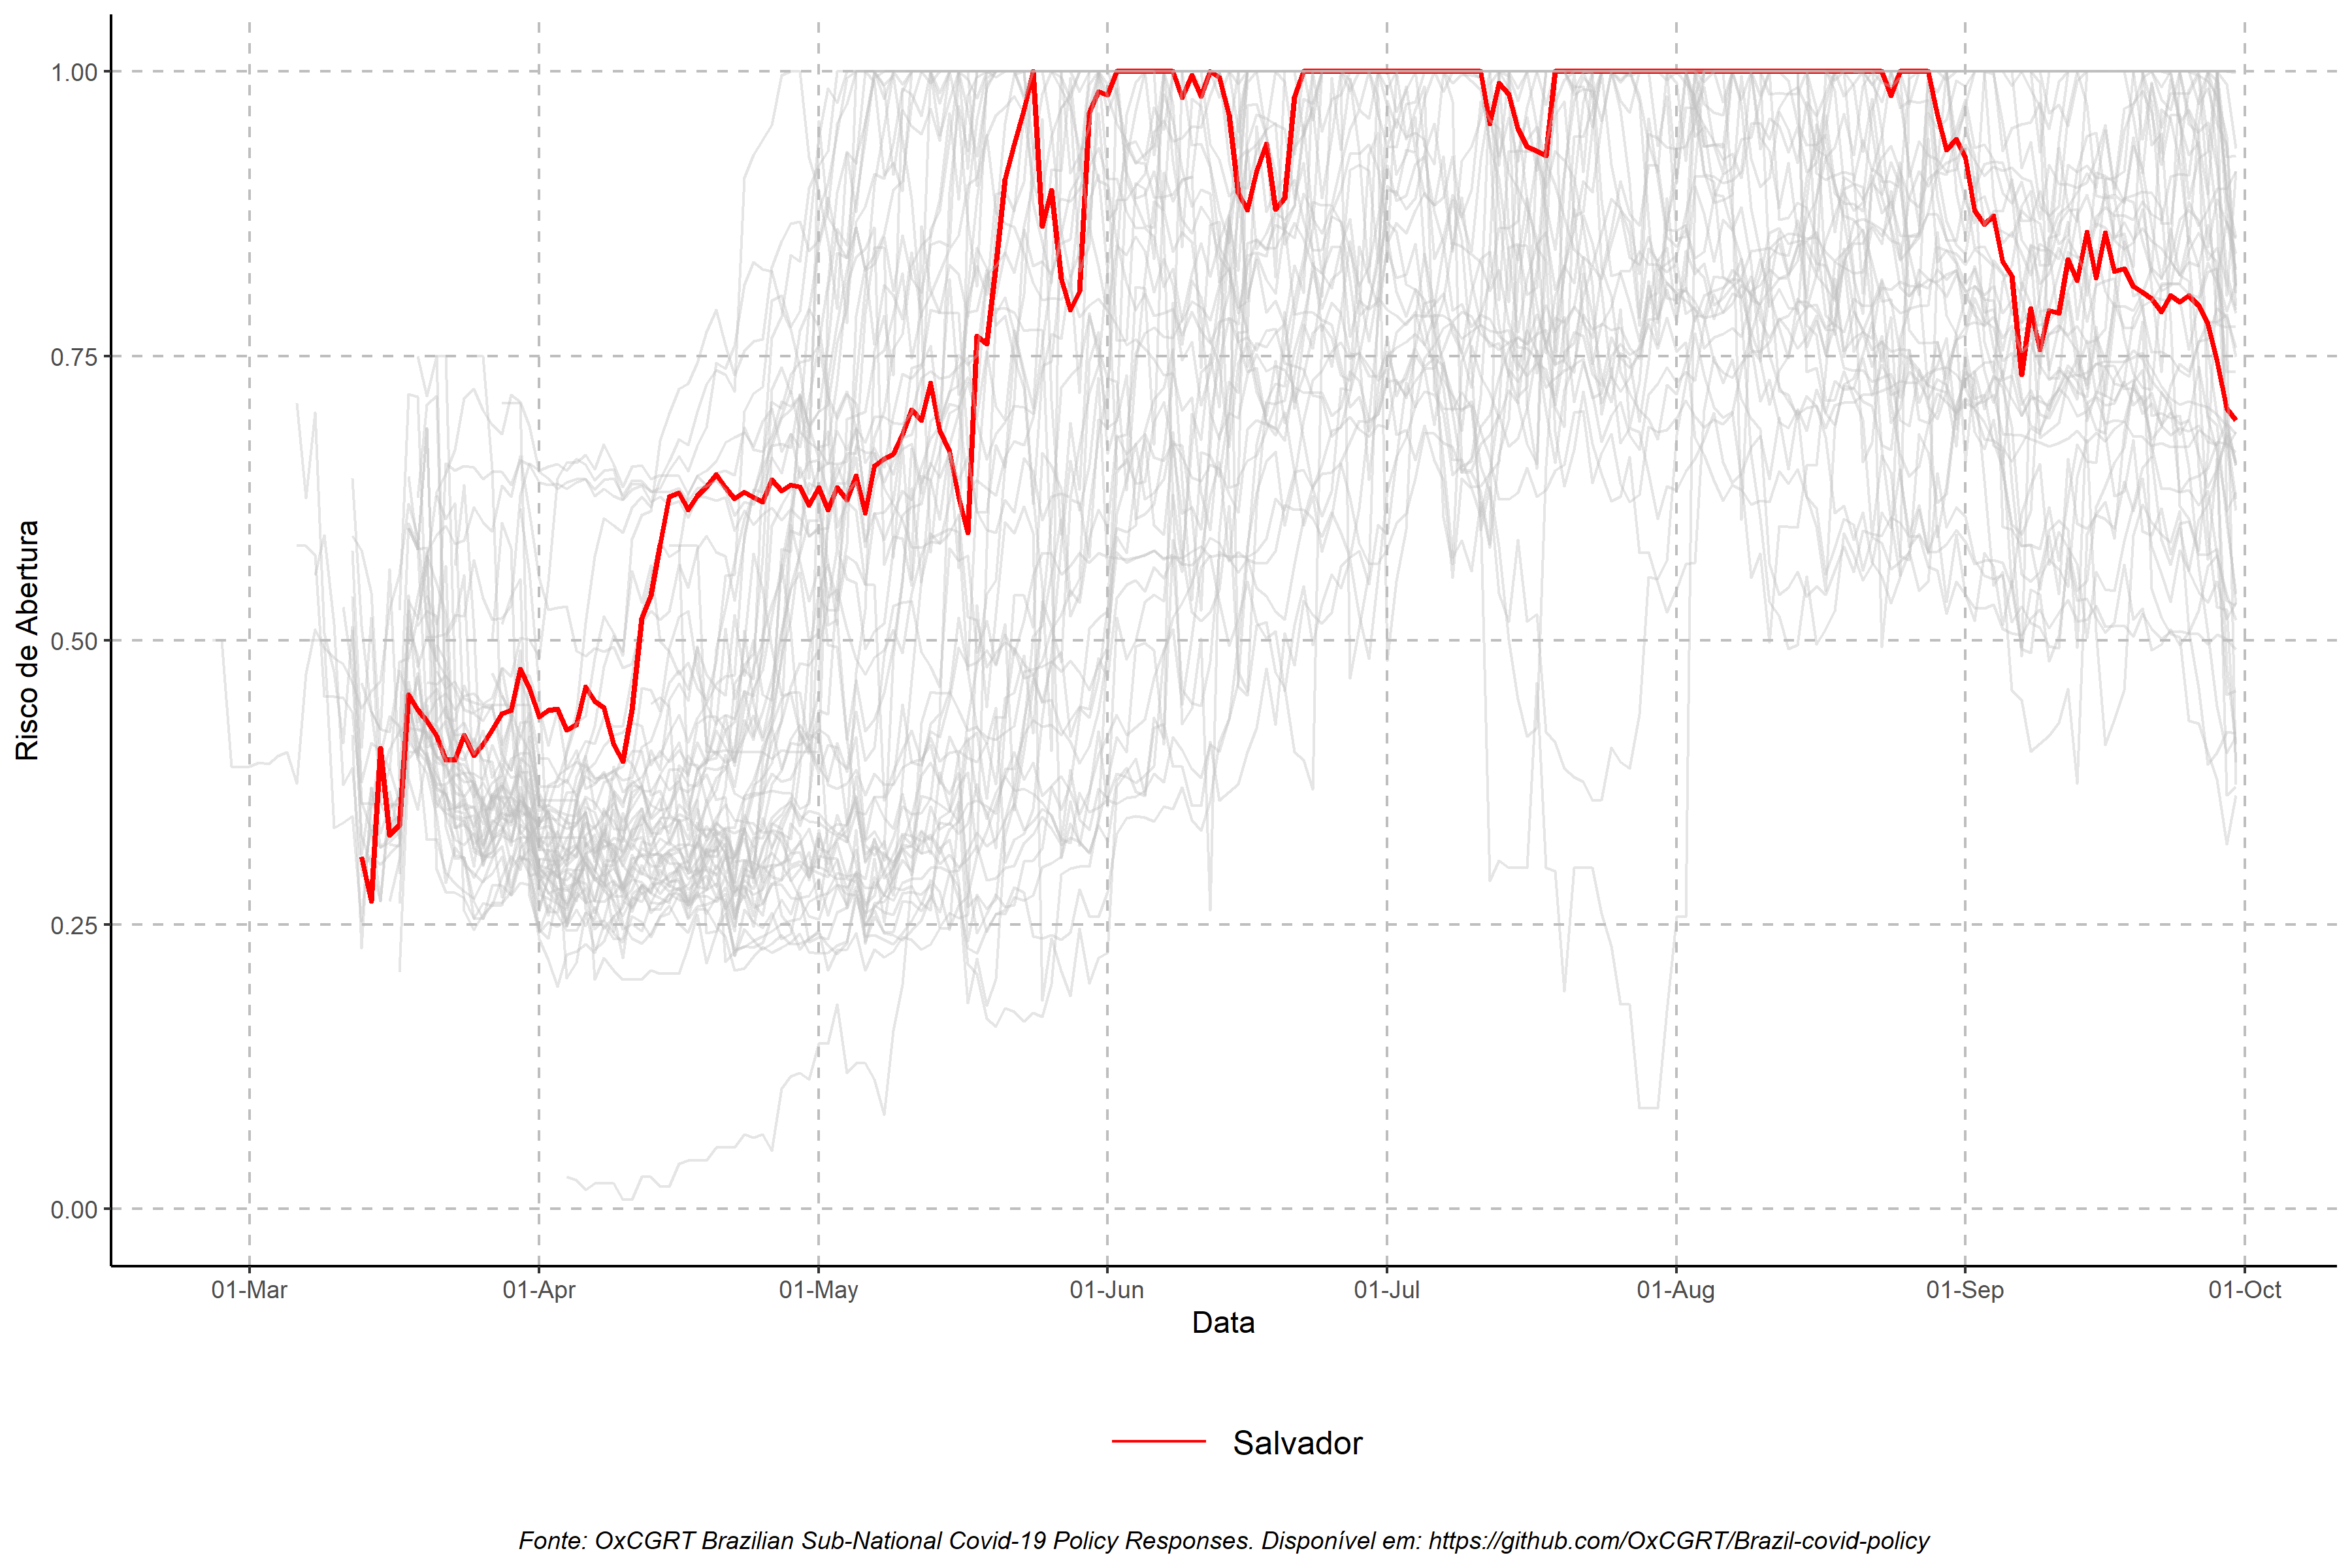 Risco de Abertura
1.00
0.75
0.50
0.25
0.00
01-Mar 01-Apr 01-May 01-Jun 01-Jul 01-Aug 01-Sep 01-Oct
Data
Salvador
Fonte: OxCGRT Brazilian Sub-National Covid-19 Policy Responses. Disponível em: https://github.com/OxCGRT/Brazil-covid-policy